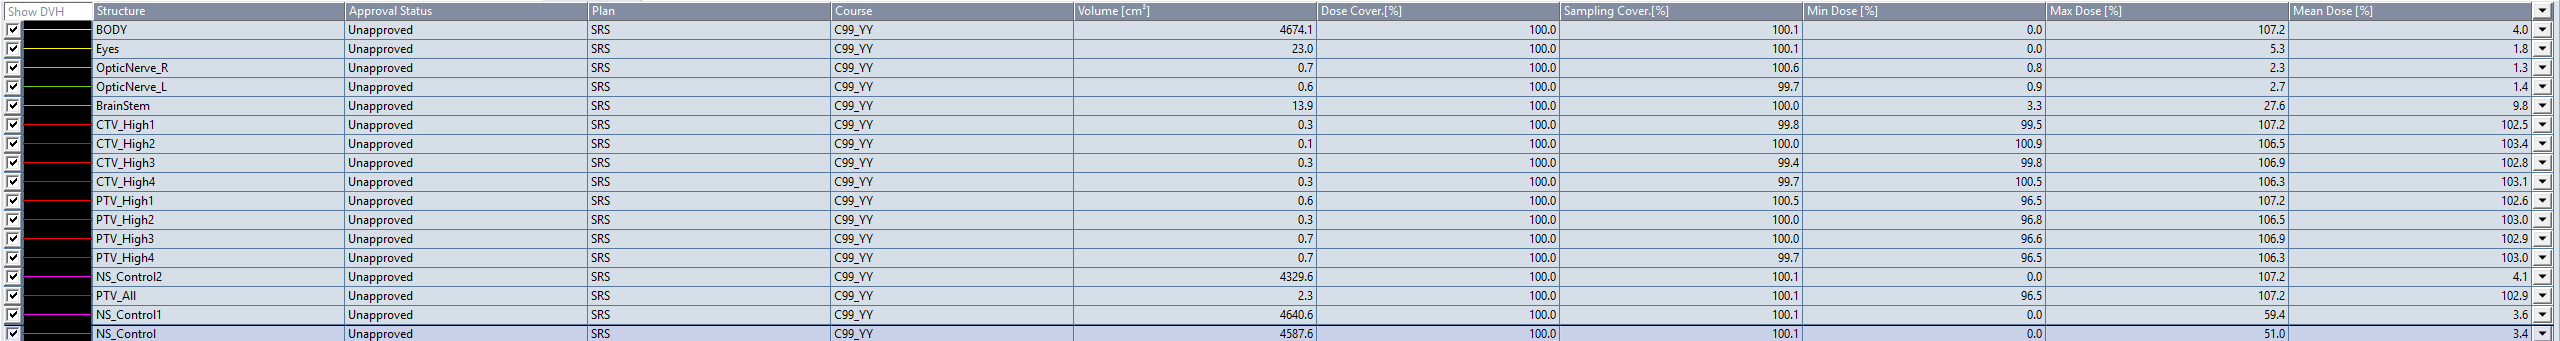 Show DVH Structure Approval Status Plan Course Volume [cm³] Dose Cover.[%] Sampling Cover.[%] Min Dose [%] Max Dose [%] Mean Dose [%]
BODY Unapproved SRS C99_YY 4674.1 100.0 100.1 0.0 107.2 4.0
Eyes Unapproved SRS C99_YY 23.0 100.0 100.1 0.0 5.3 1.8
OpticNerve_R Unapproved SRS C99_YY 0.7 100.0 100.6 0.8 2.3 1.3
OpticNerve_L Unapproved SRS C99_YY 0.6 100.0 99.7 0.9 2.7 1.4
BrainStem Unapproved SRS C99_YY 13.9 100.0 100.0 3.3 27.6 9.8
CTV_High1 Unapproved SRS C99_YY 0.3 100.0 99.8 99.5 107.2 102.5
CTV_High2 Unapproved SRS C99_YY 0.1 100.0 100.0 100.9 106.5 103.4
CTV_High3 Unapproved SRS C99_YY 0.3 100.0 99.4 99.8 106.9 102.8
CTV_High4 Unapproved SRS C99_YY 0.3 100.0 99.7 100.5 106.3 103.1
PTV_High1 Unapproved SRS C99_YY 0.6 100.0 100.5 96.5 107.2 102.6
PTV_High2 Unapproved SRS C99_YY 0.3 100.0 100.0 96.8 106.5 103.0
PTV_High3 Unapproved SRS C99_YY 0.7 100.0 100.0 96.6 106.9 102.9
PTV_High4 Unapproved SRS C99_YY 0.7 100.0 99.7 96.5 106.3 103.0
NS_Control2 Unapproved SRS C99_YY 4329.6 100.0 100.1 0.0 107.2 4.1
PTV_All Unapproved SRS C99_YY 2.3 100.0 100.1 96.5 107.2 102.9
NS_Control1 Unapproved SRS C99_YY 4640.6 100.0 100.1 0.0 59.4 3.6
NS_Control Unapproved SRS C99_YY 4587.6 100.0 100.1 0.0 51.0 3.4